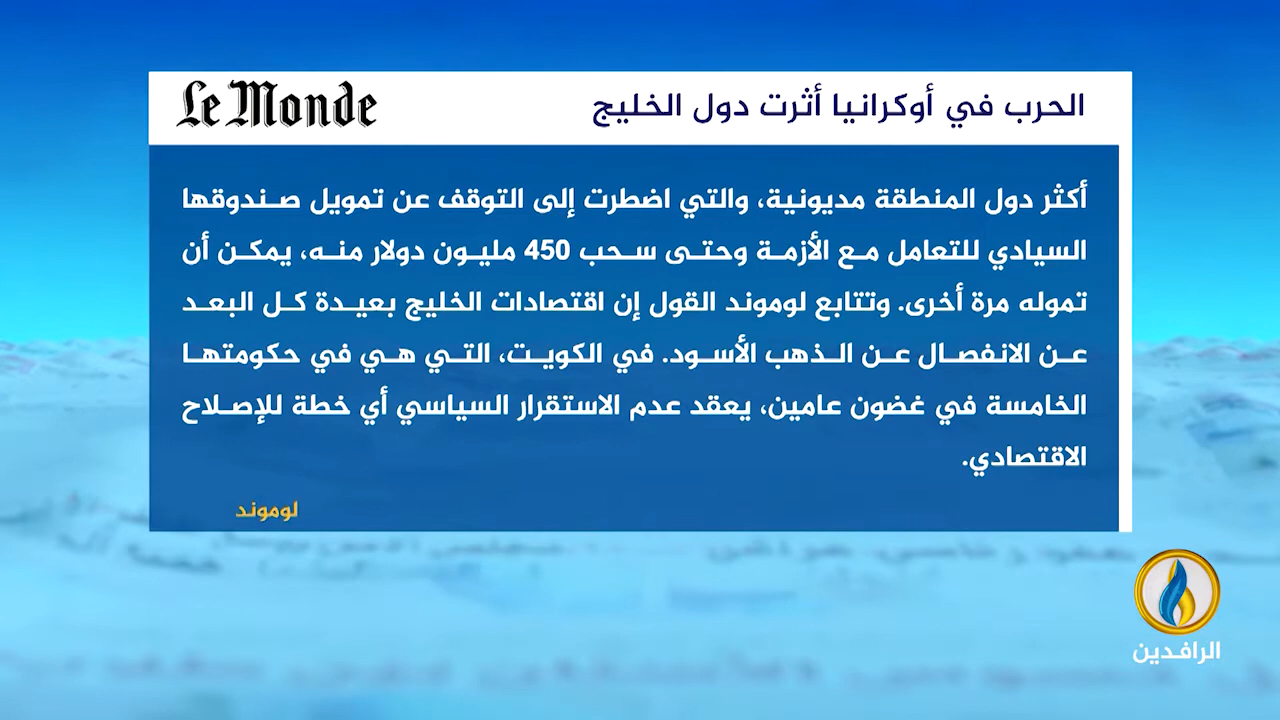 Le Monde
الحرب في أوكرانيا أثرت دول الخليج
أكثر دول المنطقة مديونية، والتي اضطرت إلى التوقف عن تمويل صندوقها
السيادي للتعامل مع الأزمة وحتى سحب 450 مليون دولار منه، يمكن أن
تموله مرة أخرى. وتتابع لوموند القول إن اقتصادات الخليج بعيدة كل البعد
عن الانفصال عن الذهب الأسود. في الكويت، التي هي في حكومتها
الخامسة في غضون عامين، يعقد عدم الاستقرار السياسي أي خطة للإصلاح
الاقتصادي.
لوموند
الرافدين